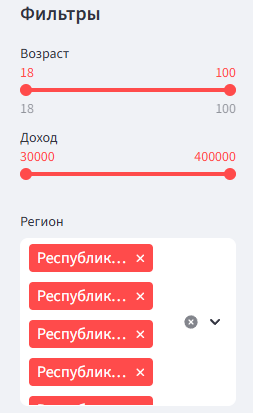 Фильтры
Возраст
18 100
18 100
Доход
30000 400000
Регион
Республик... ×
Республик... ×
Республик... ×
Республик... ×